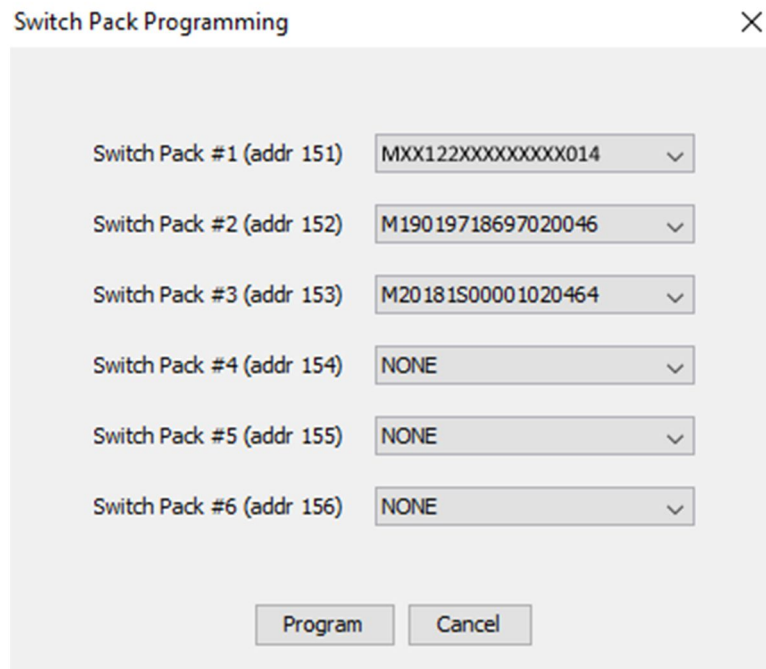 Switch Pack Programming
Switch Pack #1 (addr 151) MXX122XXXXXXXXX014
Switch Pack #2 (addr 152) M19019718697020046
Switch Pack #3 (addr 153) M20181S00001020464
Switch Pack #4 (addr 154) NONE
Switch Pack #5 (addr 155) NONE
Switch Pack #6 (addr 156) NONE
Program Cancel